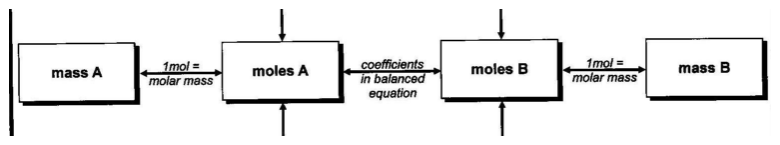 mass A
1mol =
molar mass
moles A
coefficients
in balanced
equation
moles B
1mol =
molar mass
mass B